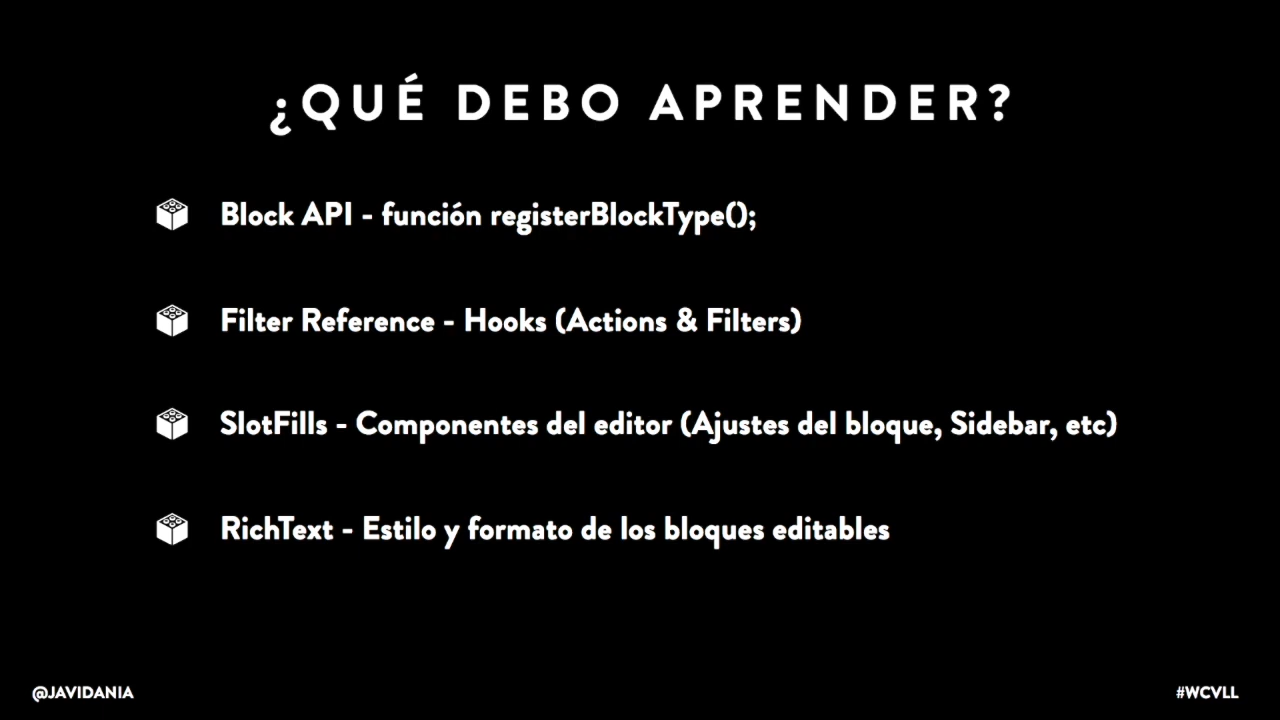 ¿QUÉ DEBO APRENDER?
Block API - función registerBlockType();
Filter Reference - Hooks (Actions & Filters)
SlotFills - Componentes del editor (Ajustes del bloque, Sidebar, etc)
RichText - Estilo y formato de los bloques editables
@JAVIDANIA
#WCVLL